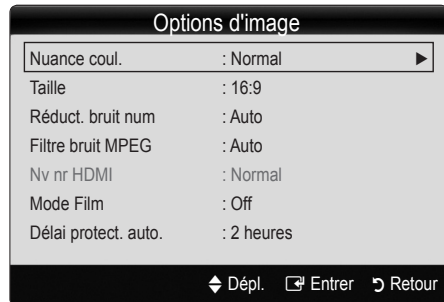 Options d'image
Nuance coul. : Normal
Taille : 16:9
Réduct. bruit num : Auto
Filtre bruit MPEG : Auto
Nv nr HDMI : Normal
Mode Film : Off
Délai protect. auto. : 2 heures
Dépl. Entrer Retour